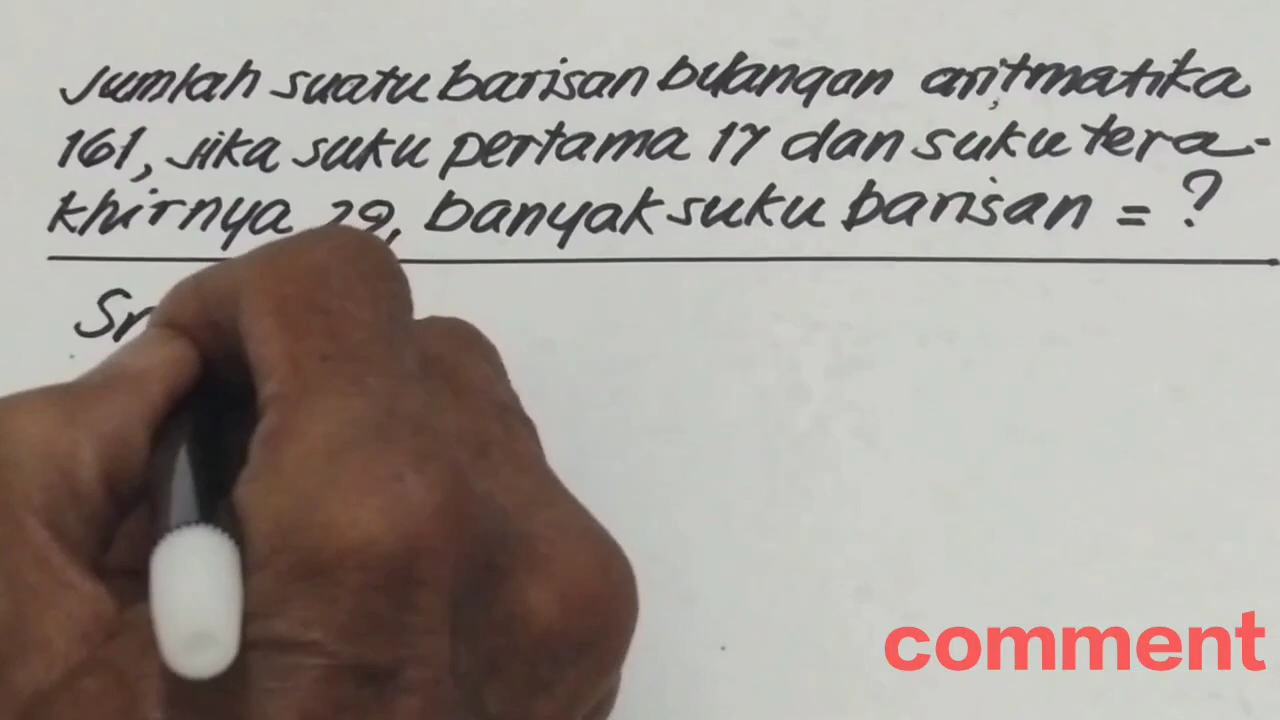 Jumlah suatu barisan bilangan aritmatika
161, jika suku pertama 17 dan suku tera-
khirnya 29, banyak suku barisan = ?
Sn
comment